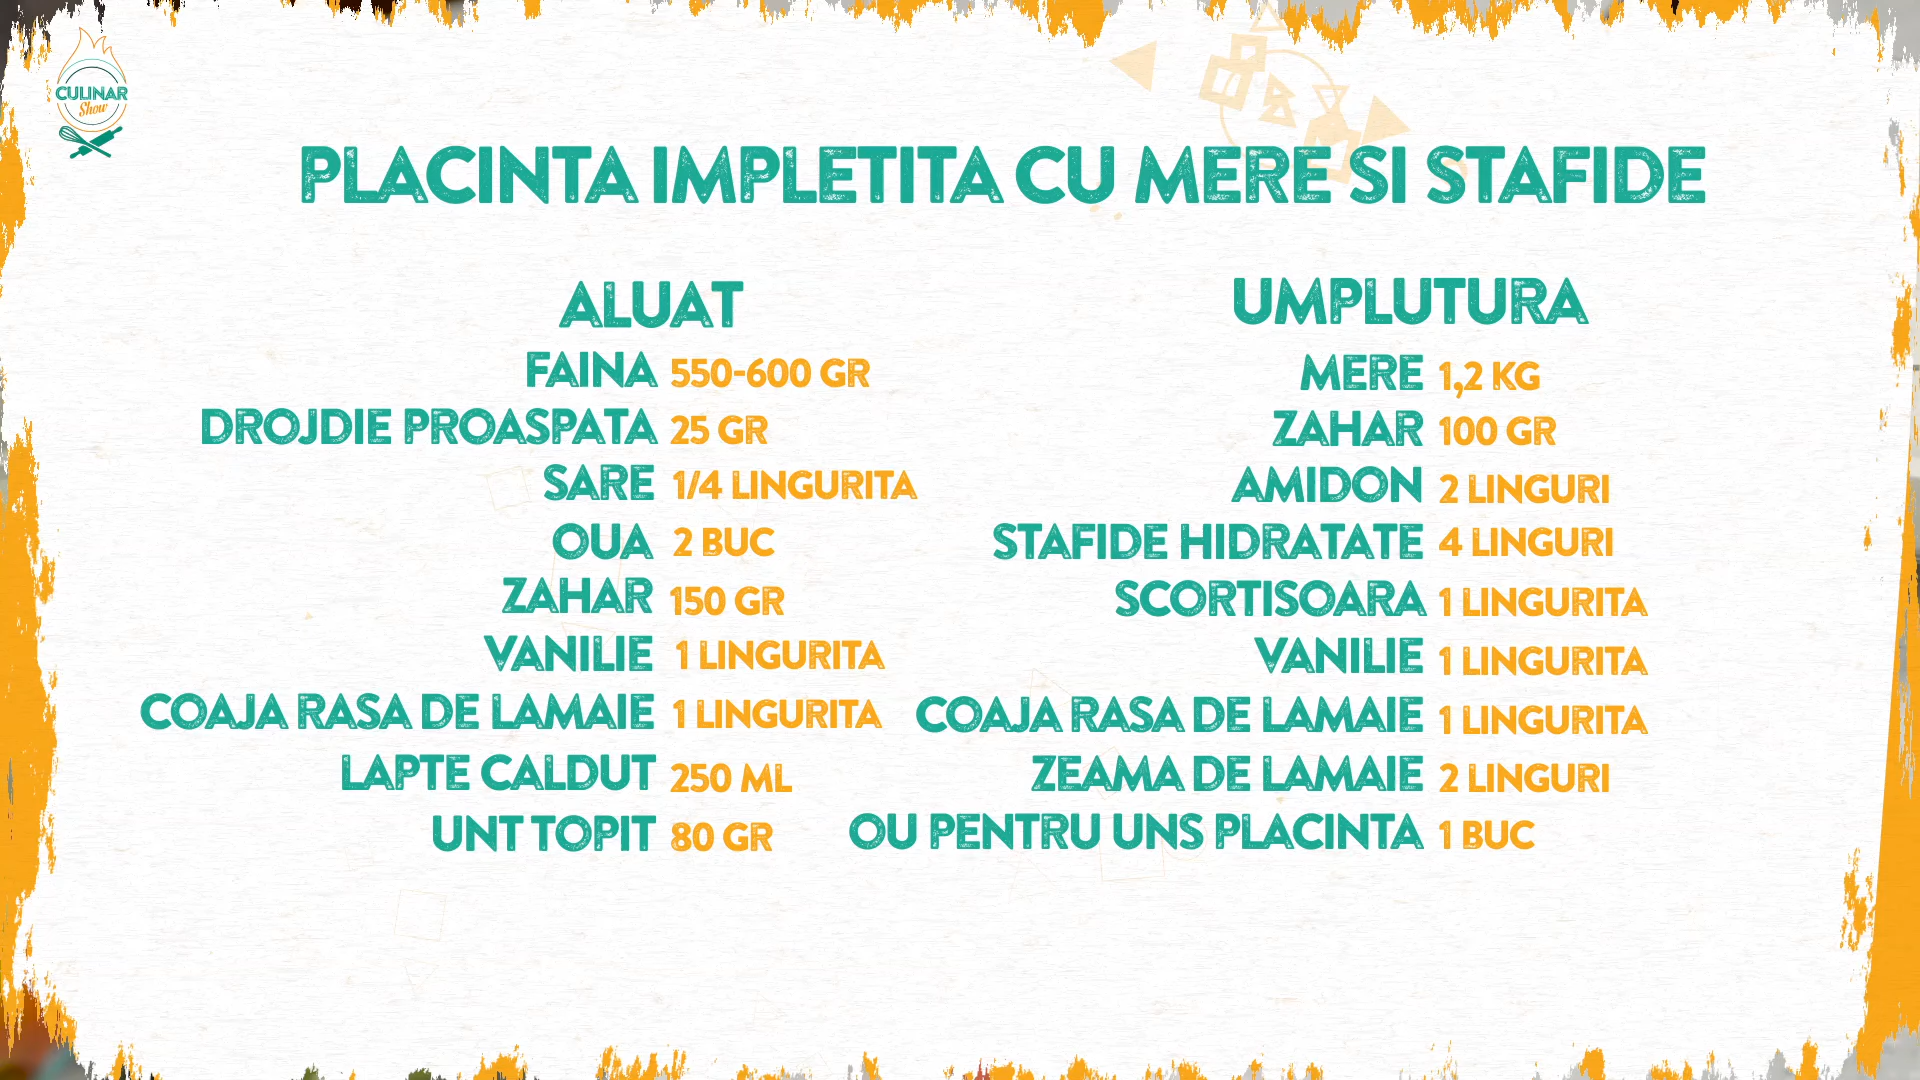 CULINAR
Show
PLACINTA IMPLETITA CU MERE SI STAFIDE
ALUAT
FAINA 550-600 GR
DROJDIE PROASPATA 25 GR
SARE 1/4 LINGURITA
OUA 2 BUC
ZAHAR 150 GR
VANILIE 1 LINGURITA
COAJA RASA DE LAMAIE 1 LINGURITA
LAPTE CALDUT 250 ML
UNT TOPIT 80 GR
UMPLUTURA
MERE 1,2 KG
ZAHAR 100 GR
AMIDON 2 LINGURI
STAFIDE HIDRATATE 4 LINGURI
SCORTISOARA 1 LINGURITA
VANILIE 1 LINGURITA
COAJA RASA DE LAMAIE 1 LINGURITA
ZEAMA DE LAMAIE 2 LINGURI
OU PENTRU UNS PLACINTA 1 BUC